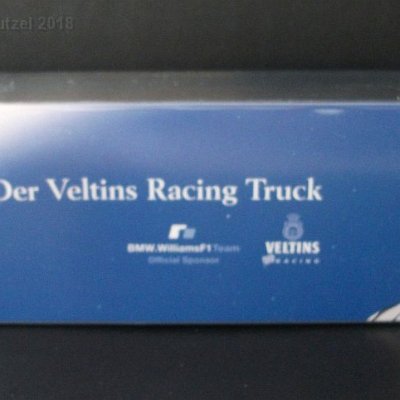 utzel 2018
Der Veltins Racing Truck
BMW.WilliamsF1Team
Official Sponsor
VELTINS
RACING